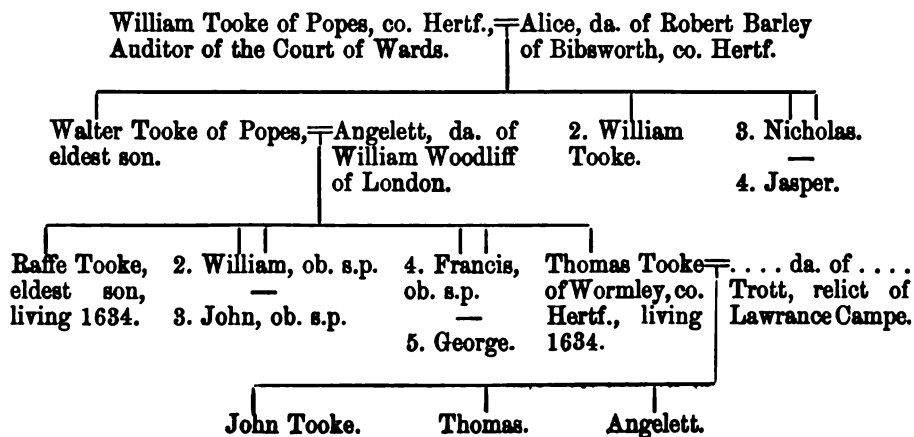 William Tooke of Popes, co. Hertf., Alice, da. of Robert Barley
Auditor of the Court of Wards. of Bibsworth, co. Hertf.
Walter Tooke of Popes,
eldest son.
Angelett, da. of
William Woodliff
of London.
2. William
Tooke.
3. Nicholas.
—
4. Jasper.
Raffe Tooke,
eldest son,
living 1634.
2. William, ob. s.p.
—
3. John, ob. s.p.
4. Francis,
ob. s.p.
—
5. George.
Thomas Tooke
of Wormley, co.
Hertf., living
1634.
. . . . da. of . . . .
Trott, relict of
Lawrance Campe.
John Tooke. Thomas. Angelett.